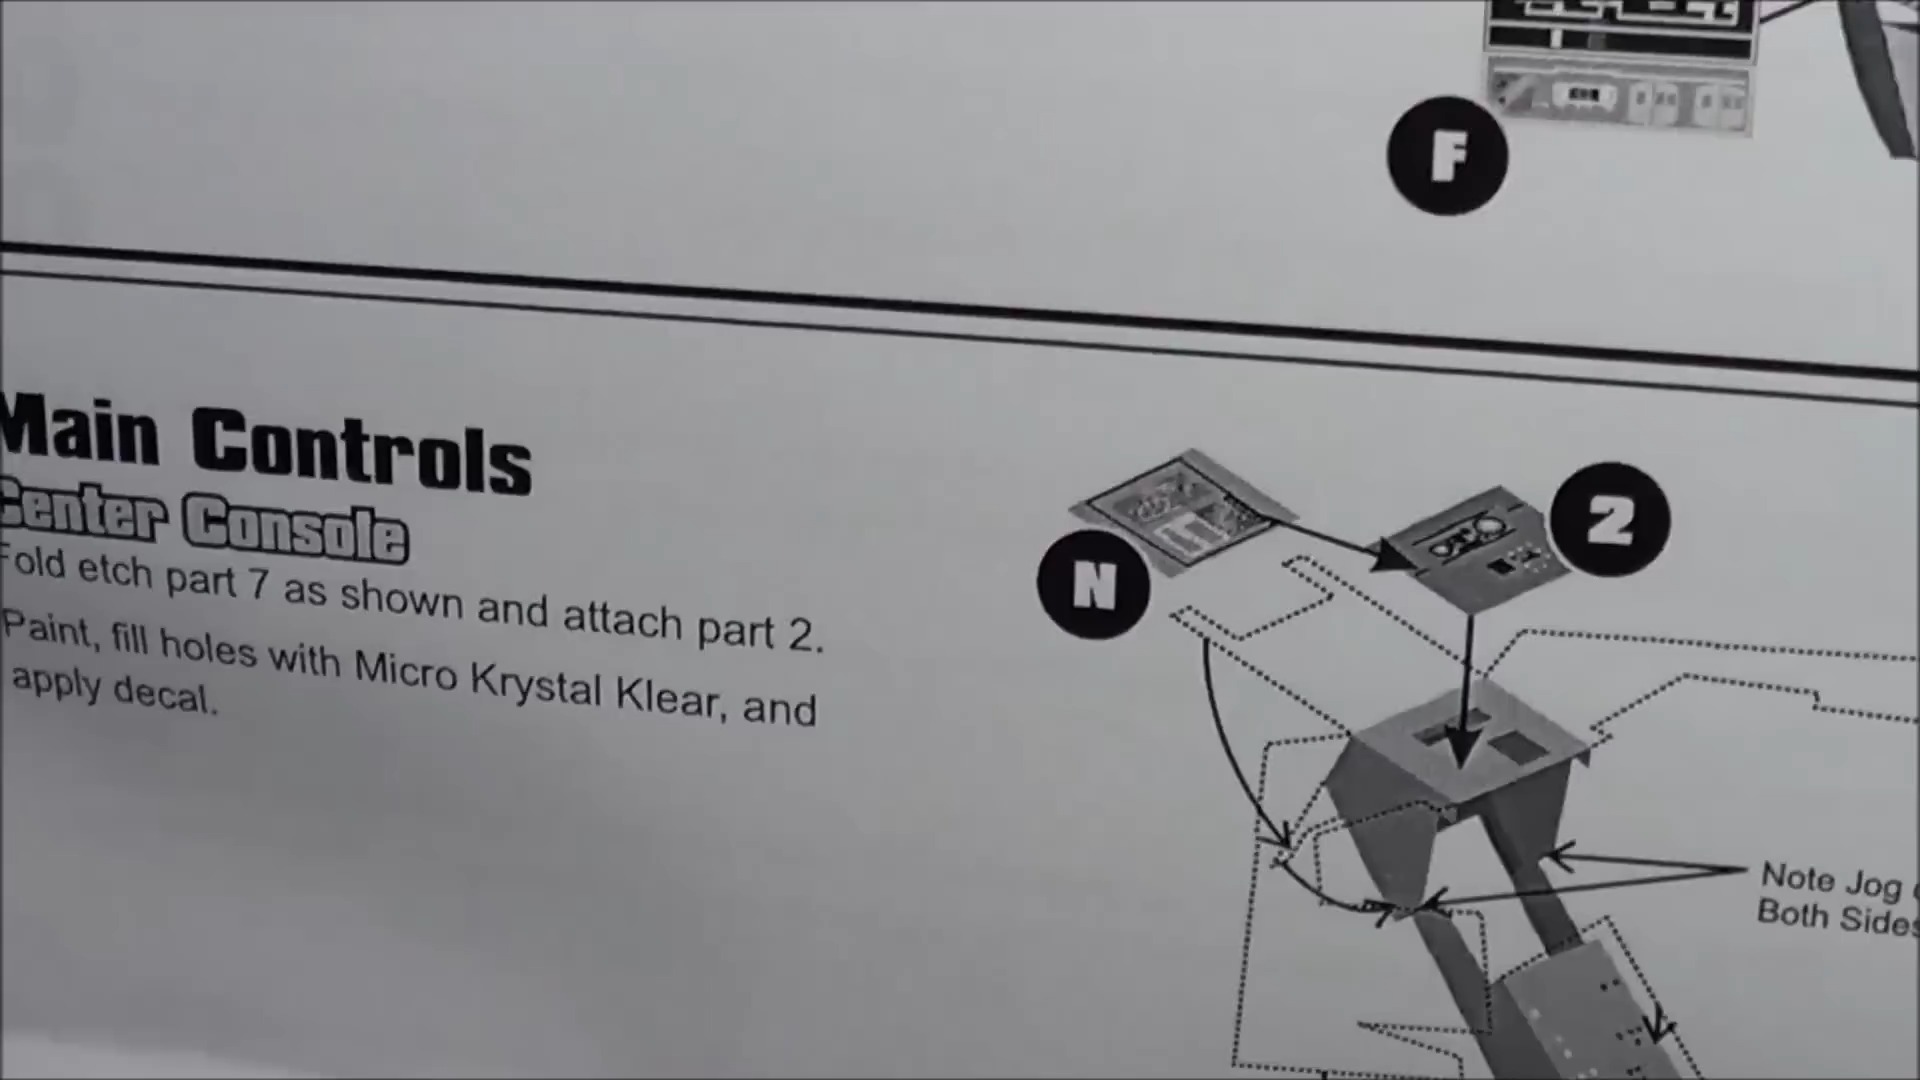 F
Main Controls
Center Console
Fold etch part 7 as shown and attach part 2.
Paint, fill holes with Micro Krystal Klear, and
apply decal.
N
2
Note Jog
Both Sides